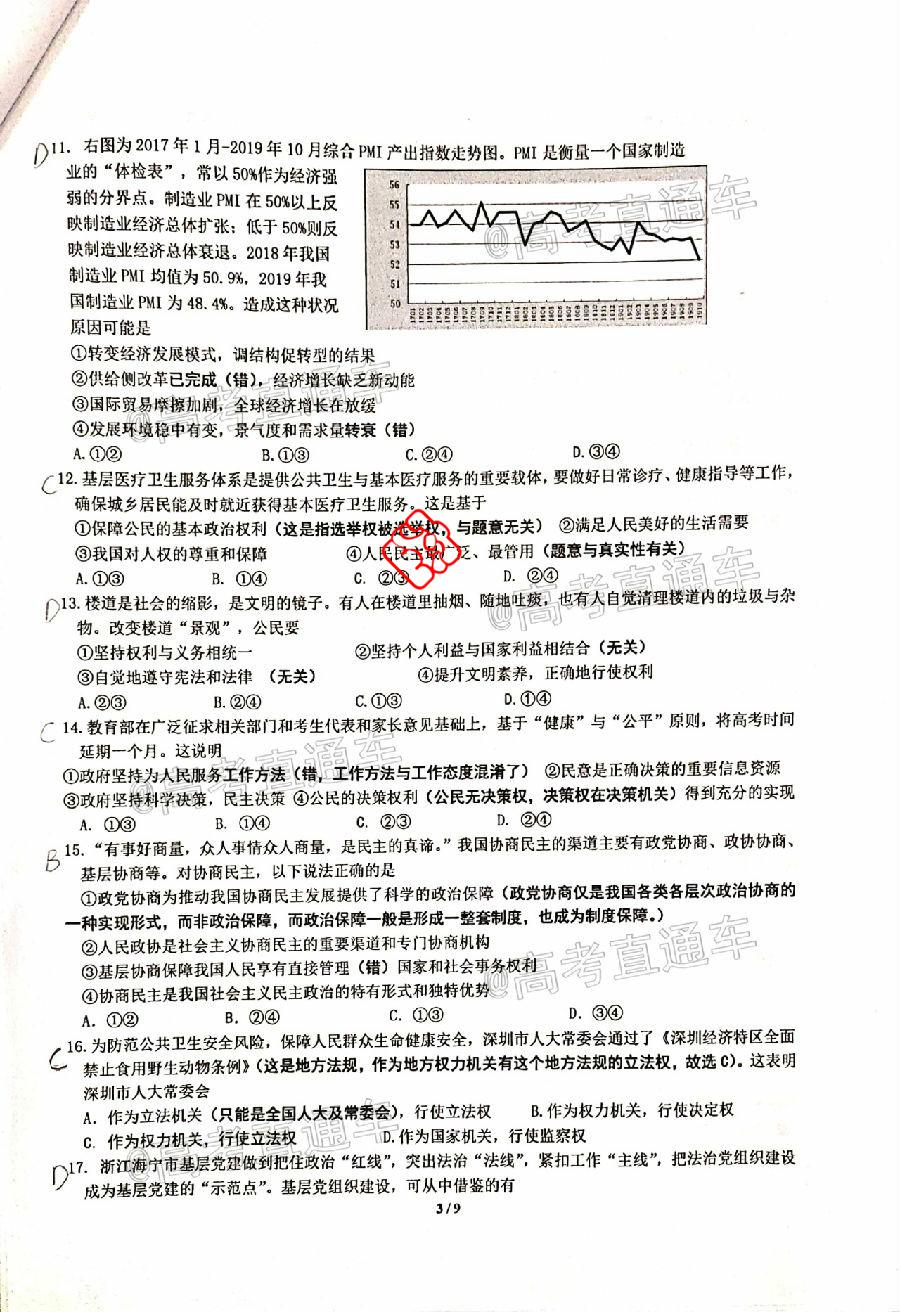 D 11. 右图为2017年1月-2019年10月综合PMI产出指数走势图。PMI是衡量一个国家制造
业的“体检表”,常以50%作为经济强
弱的分界点。制造业PMI在50%以上反
映制造业经济总体扩张;低于50%则反
映制造业经济总体衰退。2018年我国
制造业PMI均值为50.9%,2019年我
国制造业PMI为48.4%。造成这种状况
原因可能是
56
55
54
53
52
51
50
①转变经济发展模式,调结构促转型的结果
②供给侧改革已完成(错),经济增长缺乏新动能
③国际贸易摩擦加剧,全球经济增长在放缓
④发展环境稳中有变,景气度和需求量转衰(错)
A.①② B.①③ C.②④ D.③④
C 12. 基层医疗卫生服务体系是提供公共卫生与基本医疗服务的重要载体,要做好日常诊疗、健康指导等工作,
确保城乡居民能及时就近获得基本医疗卫生服务。这是基于
①保障公民的基本政治权利(这是指选举权被选举权,与题意无关) ②满足人民美好的生活需要
③我国对人权的尊重和保障 ④人民民主最广泛、最管用(题意与真实性有关)
A. ①③ B. ①④ C. ②③ D. ②④
D 13. 楼道是社会的缩影,是文明的镜子。有人在楼道里抽烟、随地吐痰,也有人自觉清理楼道内的垃圾与杂
物。改变楼道“景观”,公民要
①坚持权利与义务相统一 ②坚持个人利益与国家利益相结合(无关)
③自觉地遵守宪法和法律 (无关) ④提升文明素养,正确地行使权利
A.②③ B.②④ C.①③ D.①④
C 14. 教育部在广泛征求相关部门和考生代表和家长意见基础上,基于“健康”与“公平”原则,将高考时间
延期一个月。这说明
①政府坚持为人民服务工作方法(错,工作方法与工作态度混淆了) ②民意是正确决策的重要信息资源
③政府坚持科学决策,民主决策 ④公民的决策权利(公民无决策权,决策权在决策机关)得到充分的实现
A. ①③ B. ①④ C. ②③ D. ②④
B 15. “有事好商量,众人事情众人商量,是民主的真谛。”我国协商民主的渠道主要有政党协商、政协协商、
基层协商等。对协商民主,以下说法正确的是
①政党协商为推动我国协商民主发展提供了科学的政治保障(政党协商仅是我国各类各层次政治协商的
一种实现形式,而非政治保障,而政治保障一般是形成一整套制度,也成为制度保障。)
②人民政协是社会主义协商民主的重要渠道和专门协商机构
③基层协商保障我国人民享有直接管理(错)国家和社会事务权利
④协商民主是我国社会主义民主政治的特有形式和独特优势
A. ①② B. ②④ C. ①③ D. ③④
C 16. 为防范公共卫生安全风险,保障人民群众生命健康安全,深圳市人大常委会通过了《深圳经济特区全面
禁止食用野生动物条例》(这是地方法规,作为地方权力机关有这个地方法规的立法权,故选C)。这表明
深圳市人大常委会
A. 作为立法机关(只能是全国人大及常委会),行使立法权 B.作为权力机关,行使决定权
C. 作为权力机关,行使立法权 D.作为国家机关,行使监察权
D 17. 浙江海宁市基层党建做到把住政治“红线”,突出法治“法线”,紧扣工作“主线”,把法治党组织建设
成为基层党建的“示范点”。基层党组织建设,可从中借鉴的有
3/9
@高考直通车
@高考直通车
@高考直通车
@高考直通车
@高考直通车
@高考直通车